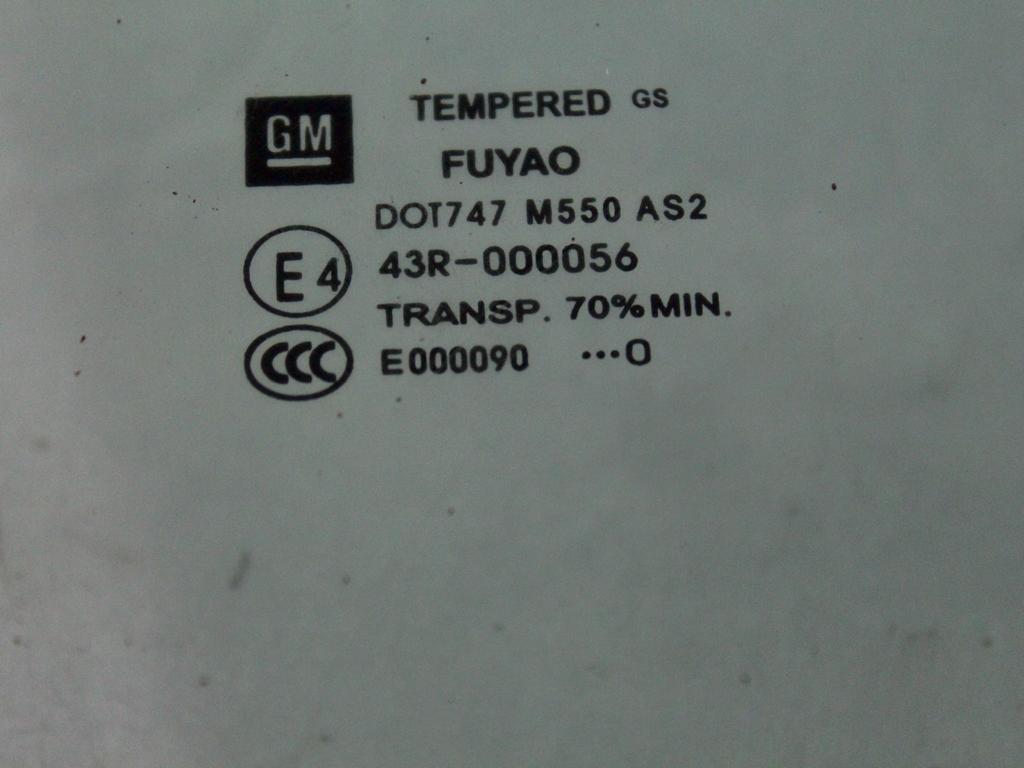 GM
TEMPERED GS
FUYAO
DOT747 M550 AS2
E4 43R-000056
TRANSP. 70%MIN.
CCC E000090 ...0